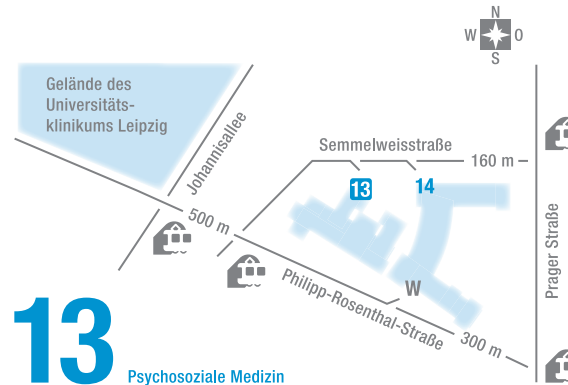 N
W O
S
Gelände des
Universitäts-
klinikums Leipzig
Johannisallee
Semmelweisstraße
160 m
13
14
500 m
Prager Straße
W
Philipp-Rosenthal-Straße
300 m
13
Psychosoziale Medizin